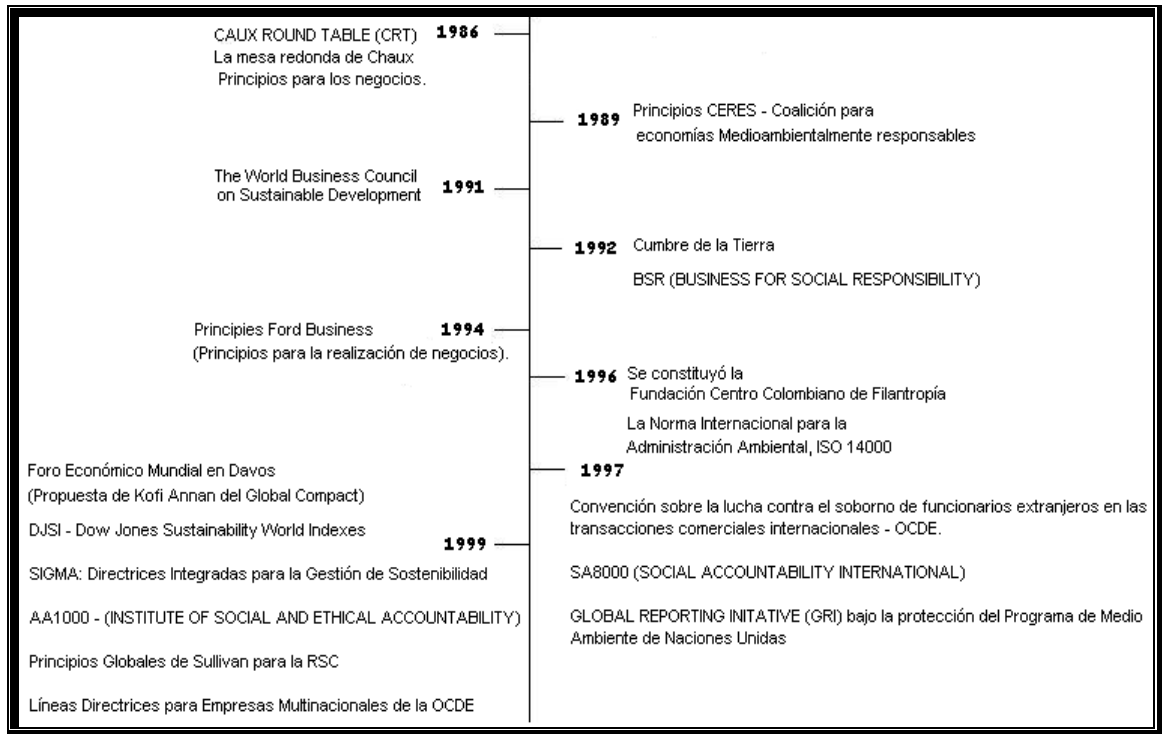 CAUX ROUND TABLE (CRT) 1986
La mesa redonda de Chaux
Principios para los negocios.
1989 Principios CERES - Coalición para
economías Medioambientalmente responsables
The World Business Council
on Sustainable Development
1991
1992 Cumbre de la Tierra
BSR (BUSINESS FOR SOCIAL RESPONSIBILITY)
Principies Ford Business 1994
(Principios para la realización de negocios).
1996 Se constituyó la
Fundación Centro Colombiano de Filantropía
La Norma Internacional para la
Administración Ambiental, ISO 14000
1997
Convención sobre la lucha contra el soborno de funcionarios extranjeros en las
transacciones comerciales internacionales - OCDE.
SA8000 (SOCIAL ACCOUNTABILITY INTERNATIONAL)
GLOBAL REPORTING INITATIVE (GRI) bajo la protección del Programa de Medio
Ambiente de Naciones Unidas
Foro Económico Mundial en Davos
(Propuesta de Kofi Annan del Global Compact)
DJSI - Dow Jones Sustainability World Indexes
1999
SIGMA: Directrices Integradas para la Gestión de Sostenibilidad
AA1000 - (INSTITUTE OF SOCIAL AND ETHICAL ACCOUNTABILITY)
Principios Globales de Sullivan para la RSC
Líneas Directrices para Empresas Multinacionales de la OCDE